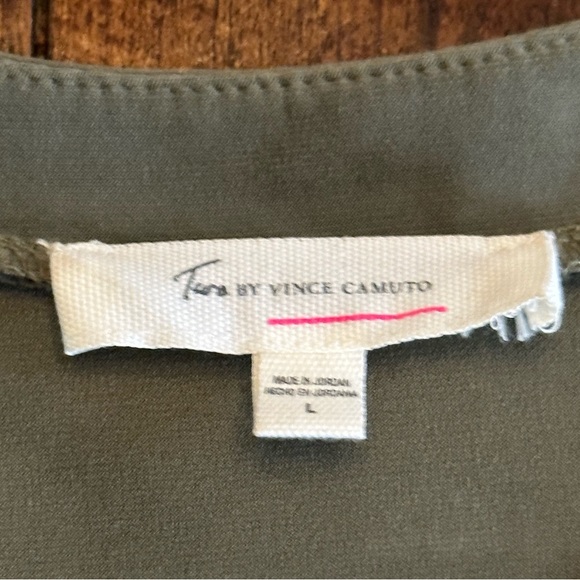 Two BY VINCE CAMUTO
MADE IN JORDAN
HECHO EN JORDANIA
L